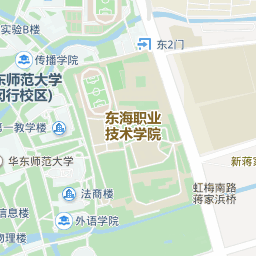 实验B楼
东2门
传播学院
东师范大学
闵行校区)
东海职业
技术学院
第一教学楼
华东师范大学
新蒋家
法商楼
虹梅南路
蒋家浜桥
信息楼
外语学院
物理楼